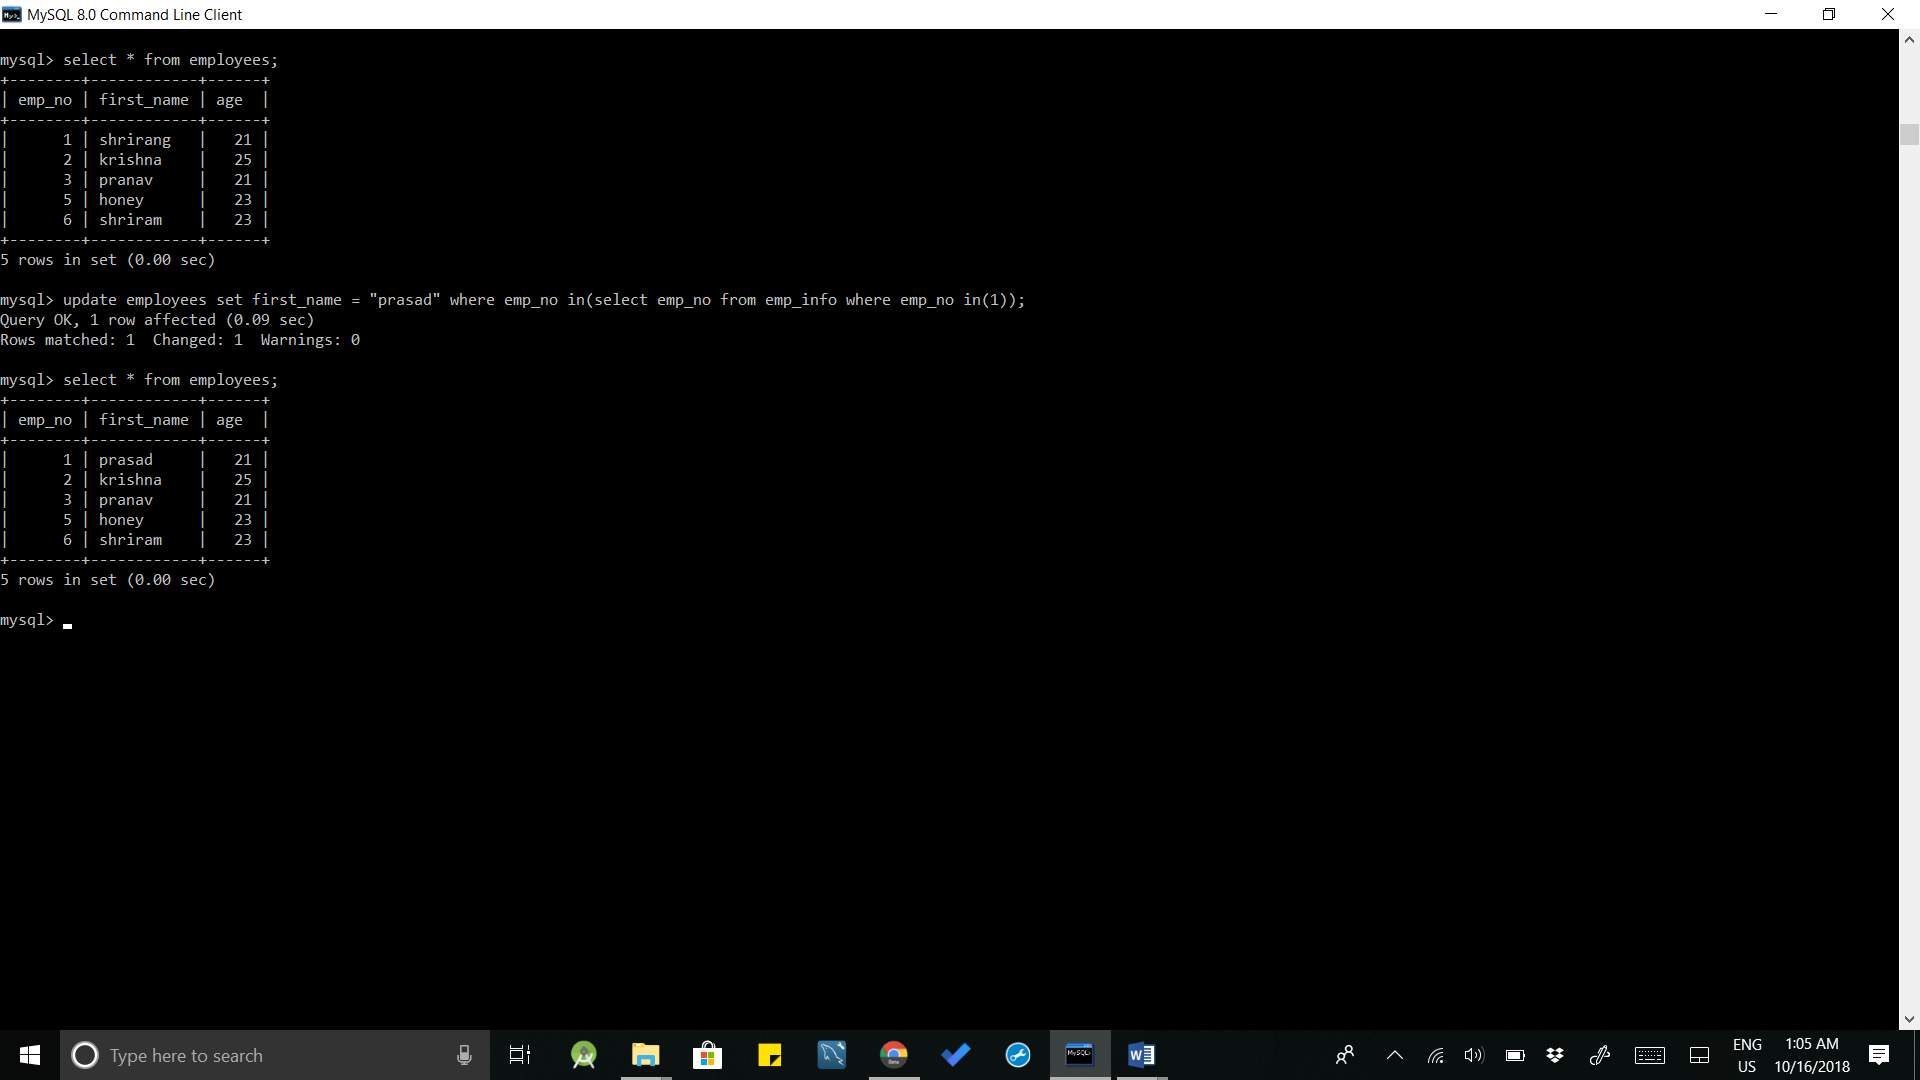 MySQL 8.0 Command Line Client
mysql> select * from employees;
+--------+------------+------+
| emp_no | first_name | age  |
+--------+------------+------+
|      1 | shrirang   |   21 |
|      2 | krishna    |   25 |
|      3 | pranav     |   21 |
|      5 | honey      |   23 |
|      6 | shriram    |   23 |
+--------+------------+------+
5 rows in set (0.00 sec)
mysql> update employees set first_name = "prasad" where emp_no in(select emp_no from emp_info where emp_no in(1));
Query OK, 1 row affected (0.09 sec)
Rows matched: 1  Changed: 1  Warnings: 0
mysql> select * from employees;
+--------+------------+------+
| emp_no | first_name | age  |
+--------+------------+------+
|      1 | prasad     |   21 |
|      2 | krishna    |   25 |
|      3 | pranav     |   21 |
|      5 | honey      |   23 |
|      6 | shriram    |   23 |
+--------+------------+------+
5 rows in set (0.00 sec)
mysql>
Type here to search
ENG
US
1:05 AM
10/16/2018